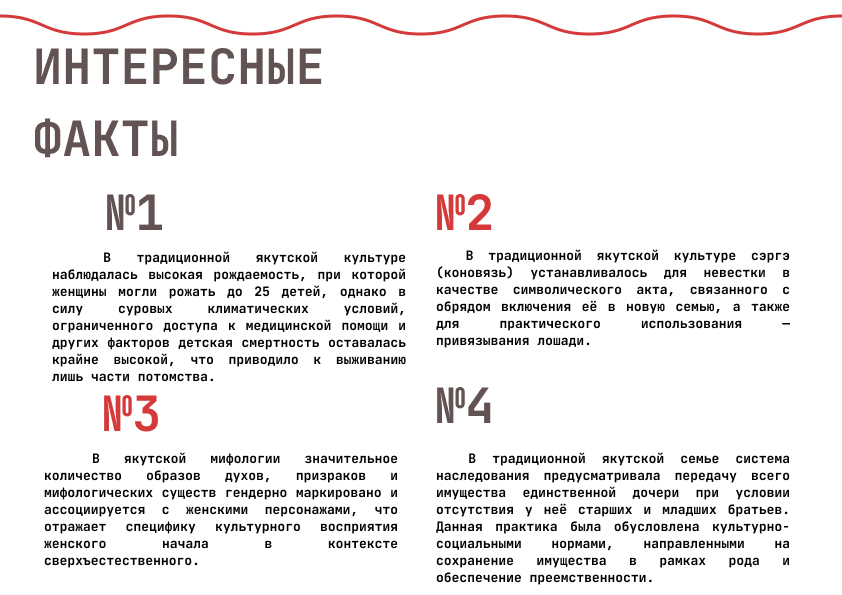 ИНТЕРЕСНЫЕ
ФАКТЫ
№1
В традиционной якутской культуре
наблюдалась высокая рождаемость, при которой
женщины могли рожать до 25 детей, однако в
силу суровых климатических условий,
ограниченного доступа к медицинской помощи и
других факторов детская смертность оставалась
крайне высокой, что приводило к выживанию
лишь части потомства.
№2
В традиционной якутской культуре сэргэ
(коновязь) устанавливалось для невестки в
качестве символического акта, связанного с
обрядом включения её в новую семью, а также
для практического использования —
привязывания лошади.
№3
В якутской мифологии значительное
количество образов духов, призраков и
мифологических существ гендерно маркировано и
ассоциируется с женскими персонажами, что
отражает специфику культурного восприятия
женского начала в контексте
сверхъестественного.
№4
В традиционной якутской семье система
наследования предусматривала передачу всего
имущества единственной дочери при условии
отсутствия у неё старших и младших братьев.
Данная практика была обусловлена культурно-
социальными нормами, направленными на
сохранение имущества в рамках рода и
обеспечение преемственности.